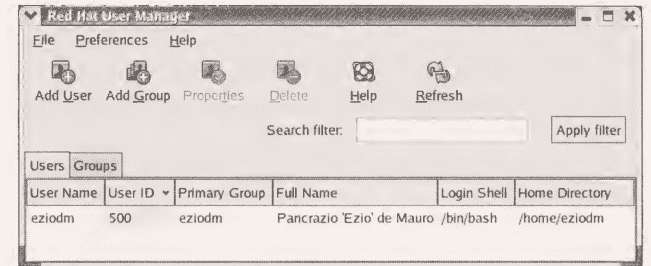 Red Hat User Manager
File Preferences Help
Add User Add Group Properties Delete Help Refresh
Search filter: Apply filter
Users Groups
User Name User ID Primary Group Full Name Login Shell Home Directory
eziodm 500 eziodm Pancrazio 'Ezio' de Mauro /bin/bash /home/eziodm